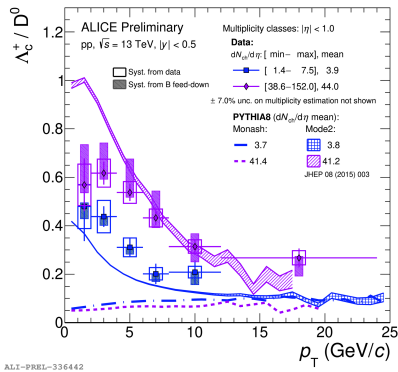 Λc+ / D0
ALICE Preliminary
pp, √s = 13 TeV, |y| < 0.5
Syst. from data
Syst. from B feed-down
Multiplicity classes: |η| < 1.0
Data:
dNch/dη: [ min− max], mean
[ 1.4− 7.5], 3.9
[38.6−152.0], 44.0
± 7.0% unc. on multiplicity estimation not shown
PYTHIA8 (dNch/dη mean):
Monash: Mode2:
3.7 3.8
41.4 41.2
JHEP 08 (2015) 003
1.2
1
0.8
0.6
0.4
0.2
0
0 5 10 15 20 25
pT (GeV/c)
ALI-PREL-336442